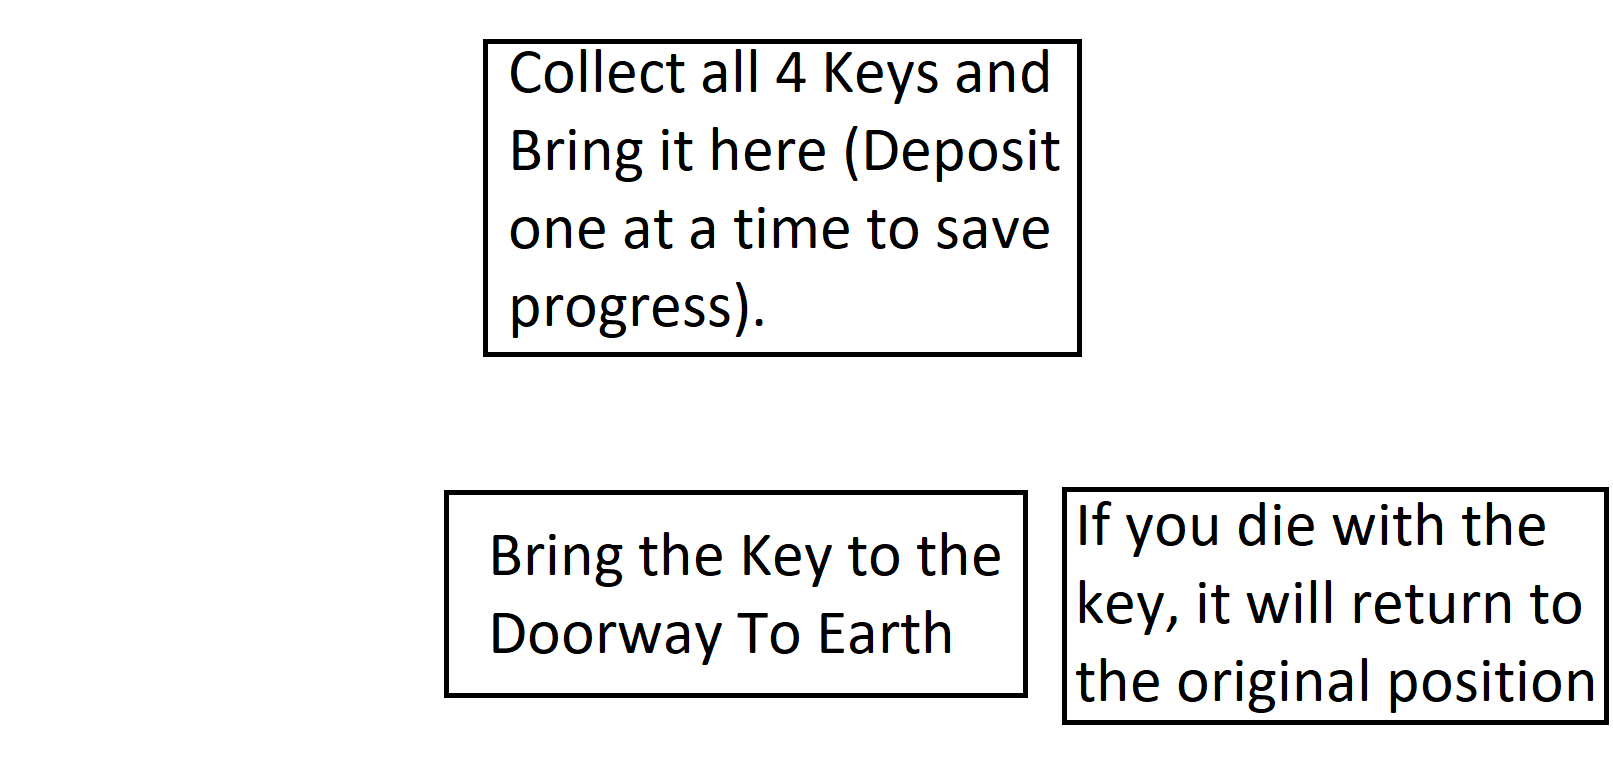 Collect all 4 Keys and
Bring it here (Deposit
one at a time to save
progress).
Bring the Key to the
Doorway To Earth
If you die with the
key, it will return to
the original position